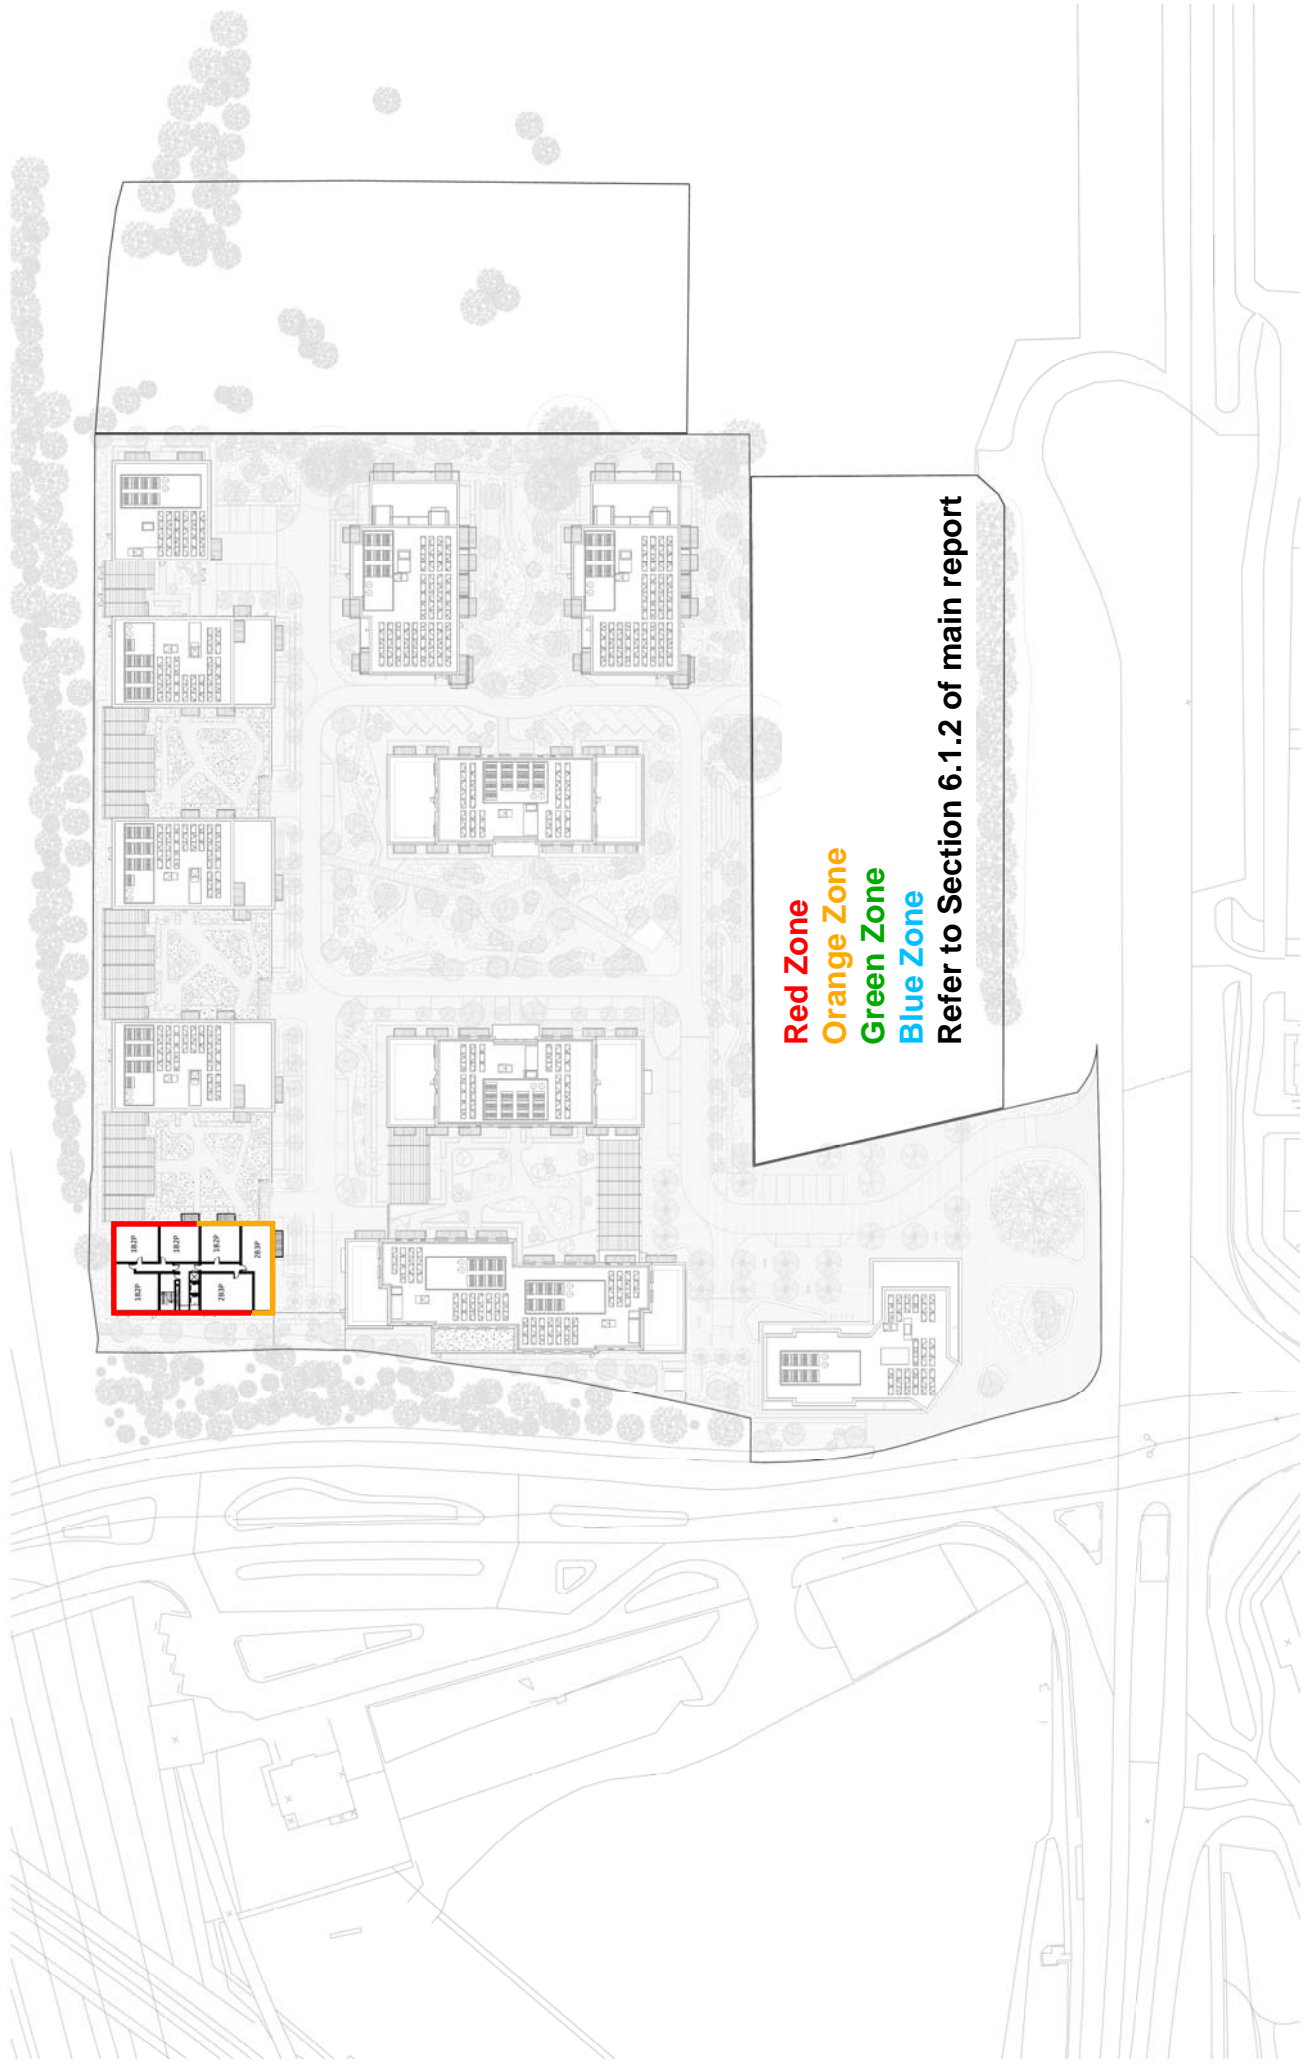 1B2P
1B2P
1B2P
2B3P
1B2P
2B3P
Red Zone
Orange Zone
Green Zone
Blue Zone
Refer to Section 6.1.2 of main report